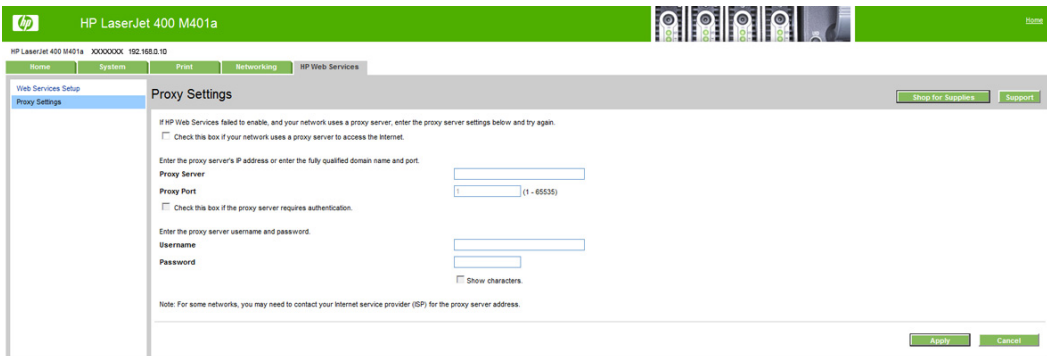 hp HP LaserJet 400 M401a
Home
HP LaserJet 400 M401a XXXXXXX 192.168.0.10
Home System Print Networking HP Web Services
Web Services Setup
Proxy Settings
Proxy Settings
Shop for Supplies Support
If HP Web Services failed to enable, and your network uses a proxy server, enter the proxy server settings below and try again.
Check this box if your network uses a proxy server to access the Internet.
Enter the proxy server's IP address or enter the fully qualified domain name and port.
Proxy Server
Proxy Port 1 (1 - 65535)
Check this box if the proxy server requires authentication.
Enter the proxy server username and password.
Username
Password
Show characters.
Note: For some networks, you may need to contact your Internet service provider (ISP) for the proxy server address.
Apply Cancel